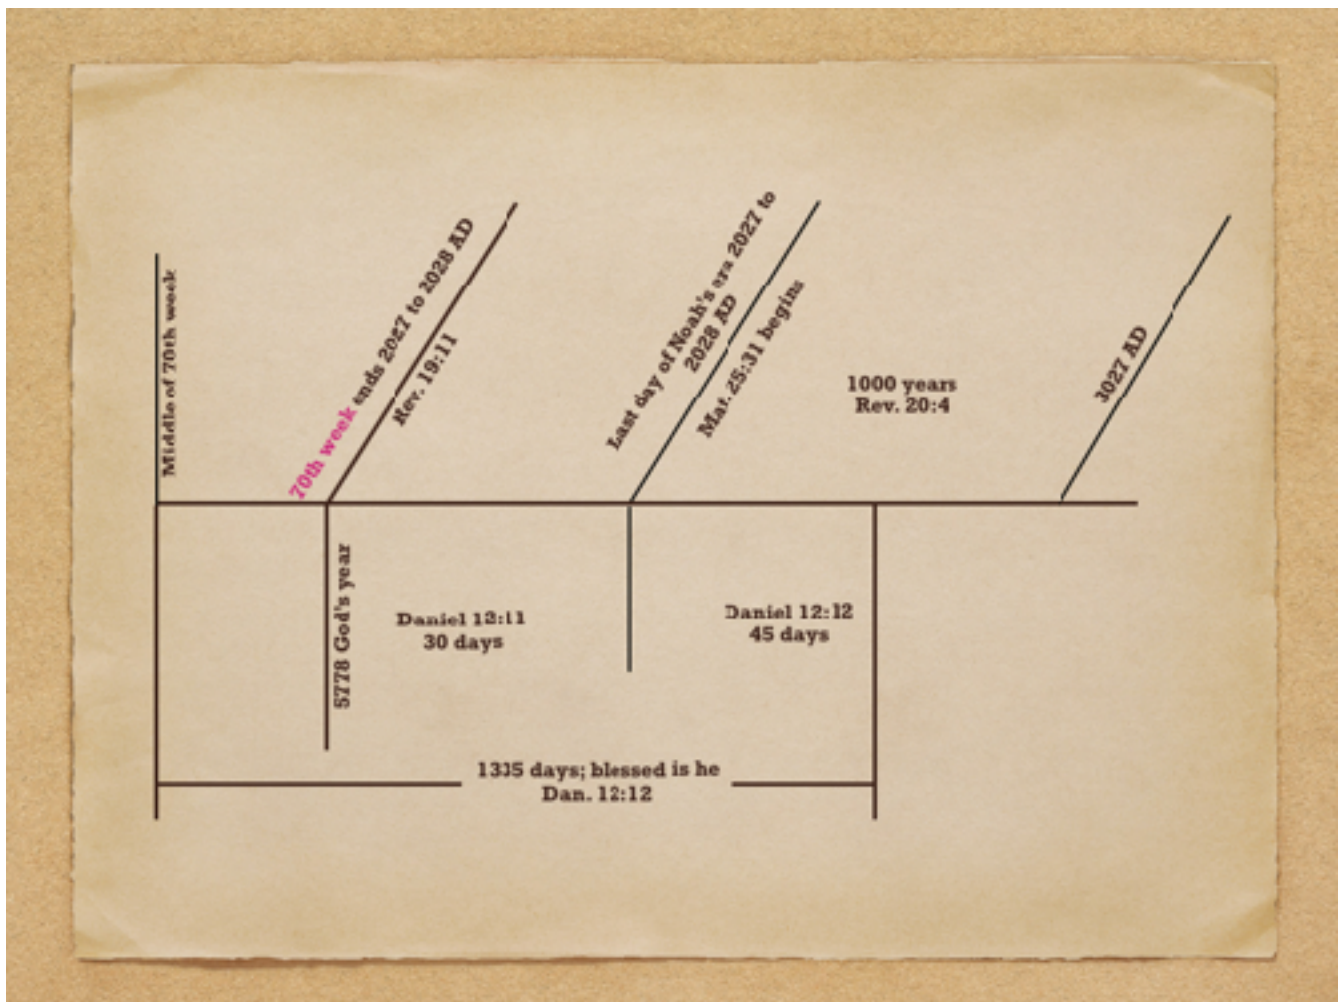 Middle of 70th week
70th week ends 2027 to 2028 AD
Rev. 19:11
Last day of Noah's era 2027 to
2028 AD
Mat. 25:31 begins
1000 years
Rev. 20:4
3027 AD
5778 God's year
Daniel 12:11
30 days
Daniel 12:12
45 days
1335 days; blessed is he
Dan. 12:12